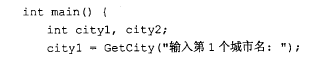 int main() {
int city1, city2;
city1 = GetCity("输入第1个城市名: ");